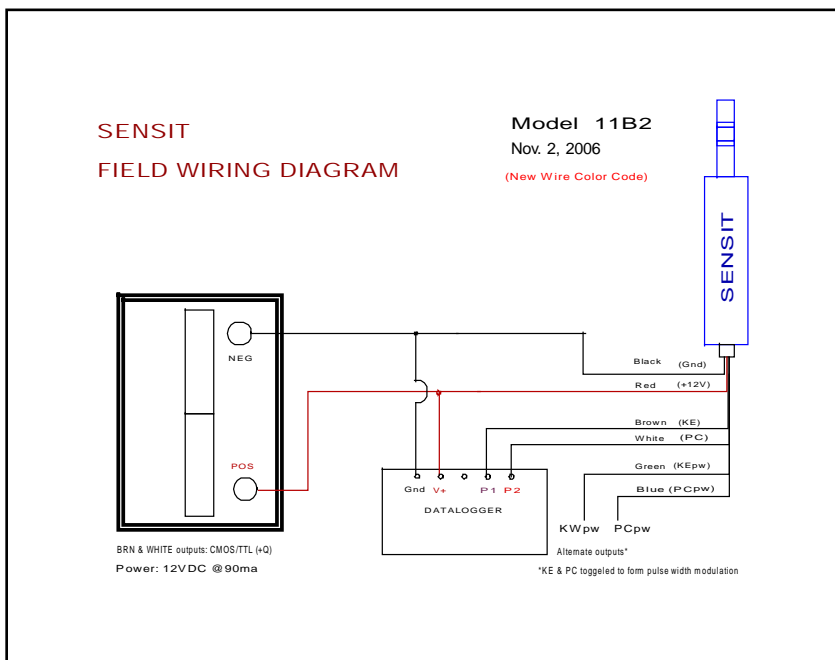 SENSIT
FIELD WIRING DIAGRAM
Model 11B2
Nov. 2, 2006
(New Wire Color Code)
SENSIT
NEG
POS
Black (Gnd)
Red (+12V)
Brown (KE)
White (PC)
Green (KEpw)
Blue (PCpw)
Gnd V+ P1 P2
DATALOGGER
KWpw PCpw
Alternate outputs*
*KE & PC toggeled to form pulse width modulation
BRN & WHITE outputs: CMOS/TTL (+Q)
Power: 12VDC @90ma